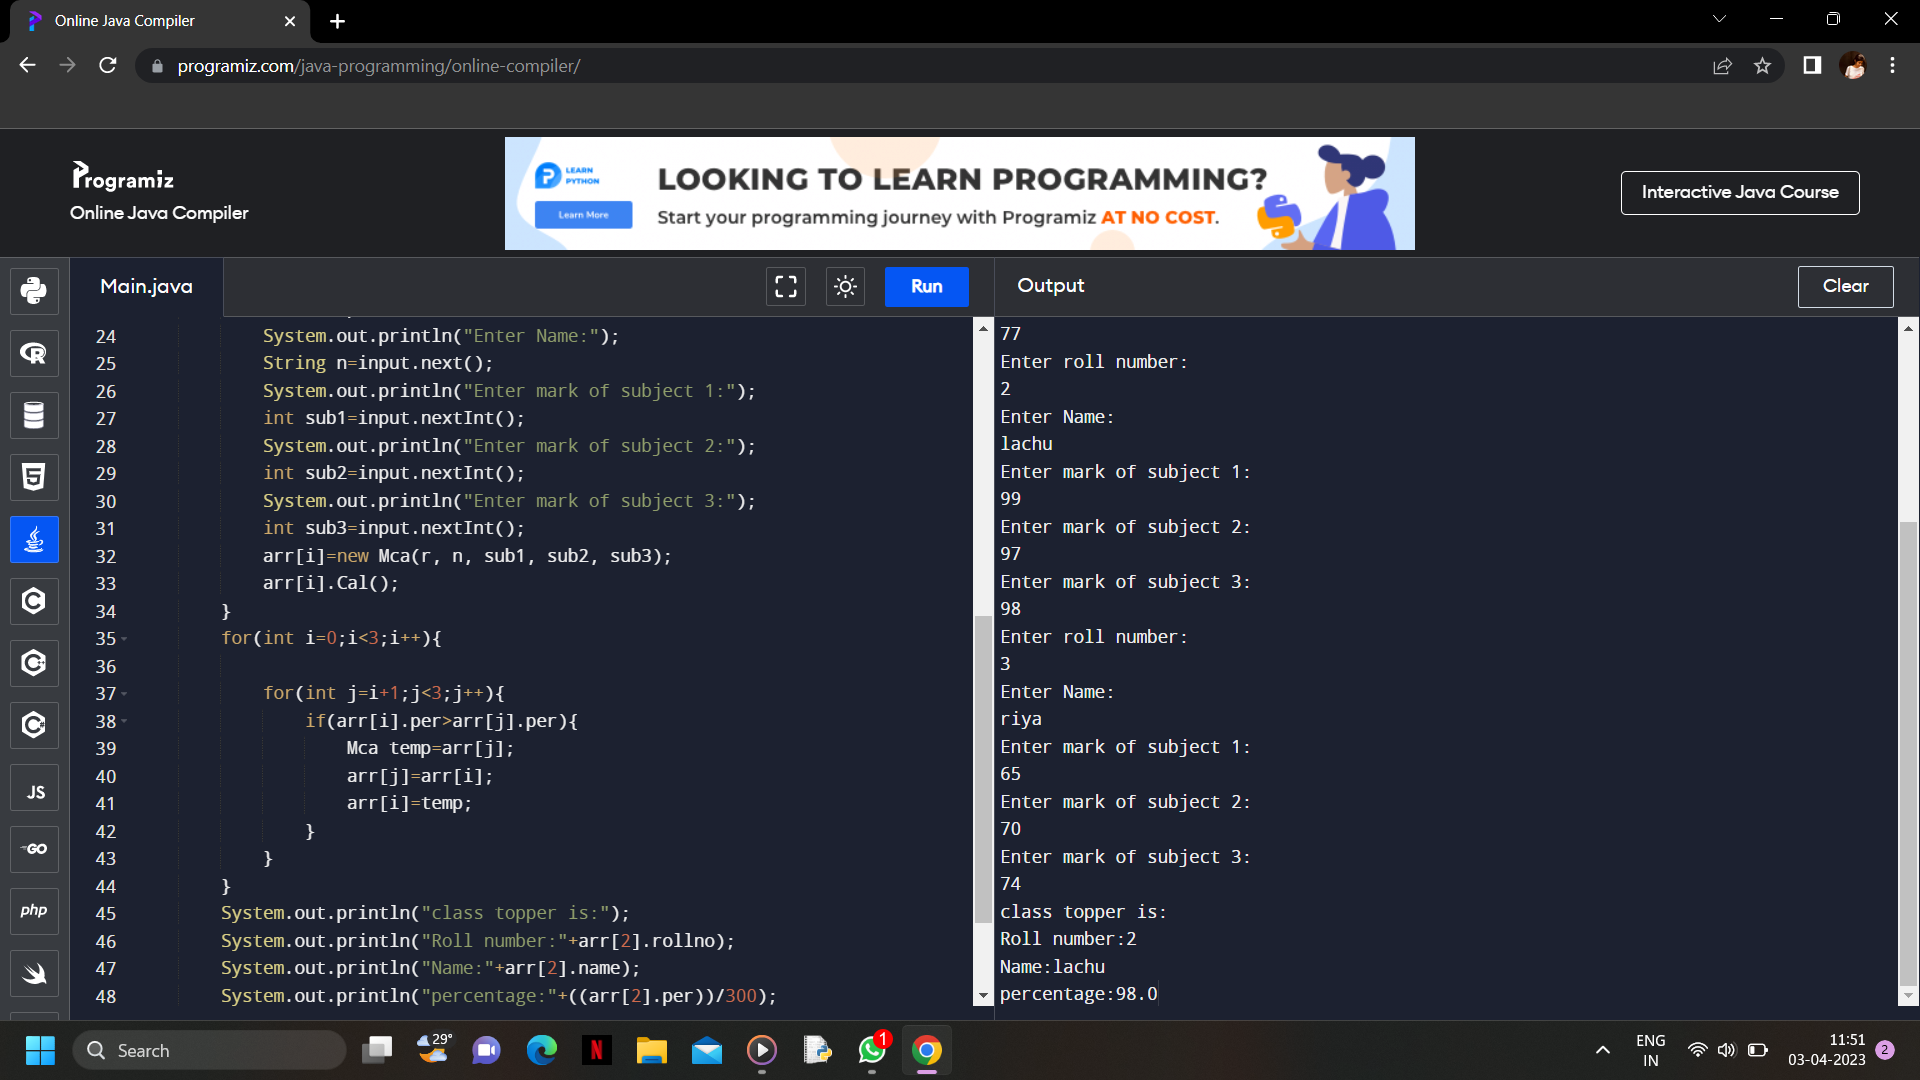 Online Java Compiler
programiz.com/java-programming/online-compiler/
Programiz
Online Java Compiler
LEARN
PYTHON
Learn More
LOOKING TO LEARN PROGRAMMING?
Start your programming journey with Programiz AT NO COST.
Interactive Java Course
Main.java
Run
24 System.out.println("Enter Name:");
25 String n=input.next();
26 System.out.println("Enter mark of subject 1:");
27 int sub1=input.nextInt();
28 System.out.println("Enter mark of subject 2:");
29 int sub2=input.nextInt();
30 System.out.println("Enter mark of subject 3:");
31 int sub3=input.nextInt();
32 arr[i]=new Mca(r, n, sub1, sub2, sub3);
33 arr[i].Cal();
34 }
35 for(int i=0;i<3;i++){
36
37 for(int j=i+1;j<3;j++){
38 if(arr[i].per>arr[j].per){
39 Mca temp=arr[j];
40 arr[j]=arr[i];
41 arr[i]=temp;
42 }
43 }
44 }
45 System.out.println("class topper is:");
46 System.out.println("Roll number:"+arr[2].rollno);
47 System.out.println("Name:"+arr[2].name);
48 System.out.println("percentage:"+((arr[2].per))/300);
Output
Clear
77
Enter roll number:
2
Enter Name:
lachu
Enter mark of subject 1:
99
Enter mark of subject 2:
97
Enter mark of subject 3:
98
Enter roll number:
3
Enter Name:
riya
Enter mark of subject 1:
65
Enter mark of subject 2:
70
Enter mark of subject 3:
74
class topper is:
Roll number:2
Name:lachu
percentage:98.0
R
5
C
C
C
JS
GO
php
Search
29°
N
1
ENG
IN
11:51
03-04-2023
2